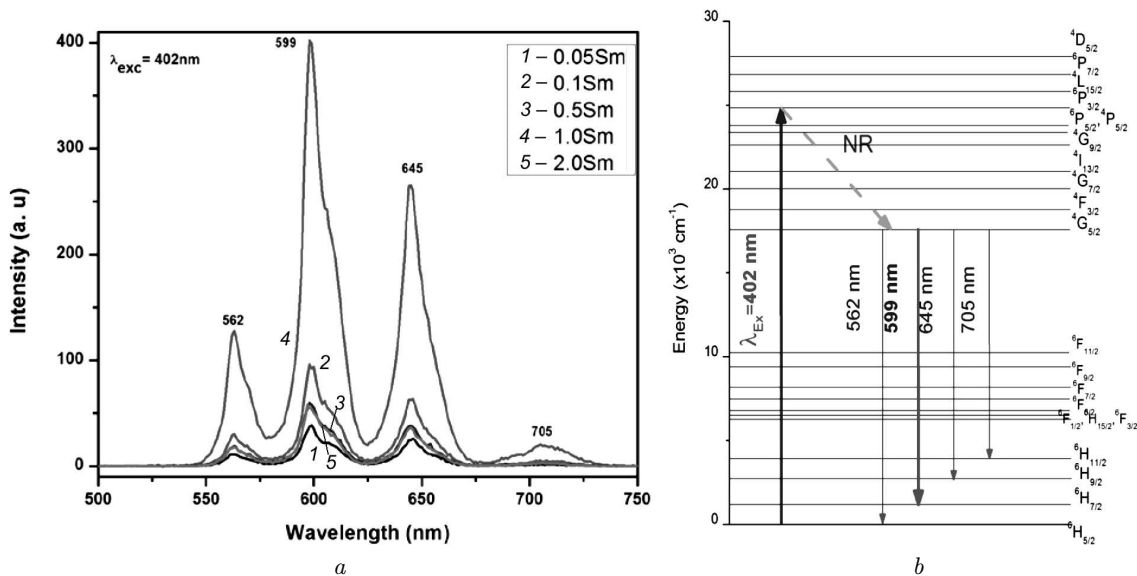 400
300
200
100
0
500
550
600
650
700
750
Intensity (a. u)
Wavelength (nm)
λexc= 402nm
599
645
562
705
1 – 0.05Sm
2 – 0.1Sm
3 – 0.5Sm
4 – 1.0Sm
5 – 2.0Sm
4
2
3
1
5
a
30
20
10
0
Energy (x10³ cm⁻¹)
NR
λEx=402 nm
562 nm
599 nm
645 nm
705 nm
⁴D5/2
⁶P7/2
⁴L15/2
⁶P3/2
⁶P5/2,⁴P5/2
⁴G9/2
⁴I13/2
⁴G7/2
⁴F3/2
⁴G5/2
⁶F11/2
⁶F9/2
⁶F7/2
⁶F1/2,⁶H15/2,⁶F3/2
⁶H11/2
⁶H9/2
⁶H7/2
⁶H5/2
b